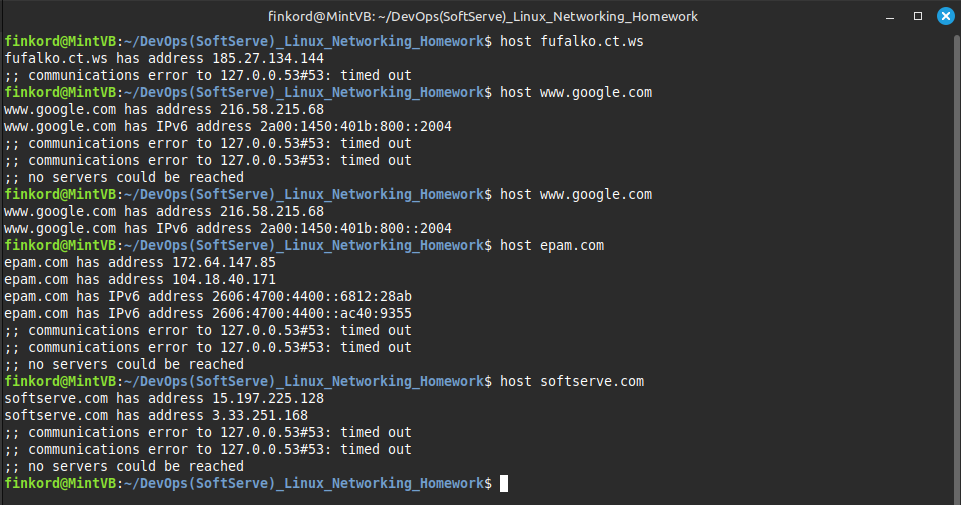 finkord@MintVB: ~/DevOps(SoftServe)_Linux_Networking_Homework
finkord@MintVB:~/DevOps(SoftServe)_Linux_Networking_Homework$ host fufalko.ct.ws
fufalko.ct.ws has address 185.27.134.144
;; communications error to 127.0.0.53#53: timed out
finkord@MintVB:~/DevOps(SoftServe)_Linux_Networking_Homework$ host www.google.com
www.google.com has address 216.58.215.68
www.google.com has IPv6 address 2a00:1450:401b:800::2004
;; communications error to 127.0.0.53#53: timed out
;; communications error to 127.0.0.53#53: timed out
;; no servers could be reached
finkord@MintVB:~/DevOps(SoftServe)_Linux_Networking_Homework$ host www.google.com
www.google.com has address 216.58.215.68
www.google.com has IPv6 address 2a00:1450:401b:800::2004
finkord@MintVB:~/DevOps(SoftServe)_Linux_Networking_Homework$ host epam.com
epam.com has address 172.64.147.85
epam.com has address 104.18.40.171
epam.com has IPv6 address 2606:4700:4400::6812:28ab
epam.com has IPv6 address 2606:4700:4400::ac40:9355
;; communications error to 127.0.0.53#53: timed out
;; communications error to 127.0.0.53#53: timed out
;; no servers could be reached
finkord@MintVB:~/DevOps(SoftServe)_Linux_Networking_Homework$ host softserve.com
softserve.com has address 15.197.225.128
softserve.com has address 3.33.251.168
;; communications error to 127.0.0.53#53: timed out
;; communications error to 127.0.0.53#53: timed out
;; no servers could be reached
finkord@MintVB:~/DevOps(SoftServe)_Linux_Networking_Homework$